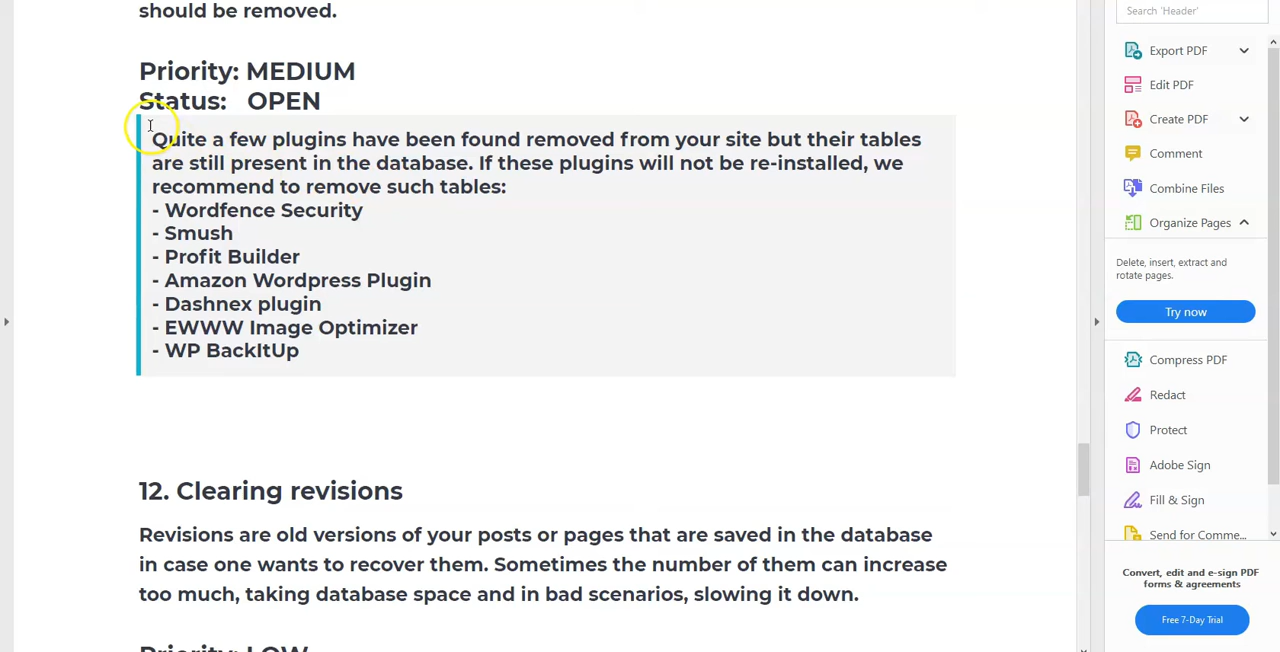 should be removed.
Priority: MEDIUM
Status: OPEN
Quite a few plugins have been found removed from your site but their tables
are still present in the database. If these plugins will not be re-installed, we
recommend to remove such tables:
- Wordfence Security
- Smush
- Profit Builder
- Amazon Wordpress Plugin
- Dashnex plugin
- EWWW Image Optimizer
- WP BackItUp
12. Clearing revisions
Revisions are old versions of your posts or pages that are saved in the database
in case one wants to recover them. Sometimes the number of them can increase
too much, taking database space and in bad scenarios, slowing it down.
Priority: LOW
Search 'Header'
Export PDF
Edit PDF
Create PDF
Comment
Combine Files
Organize Pages
Delete, insert, extract and
rotate pages.
Try now
Compress PDF
Redact
Protect
Adobe Sign
Fill & Sign
Send for Comme...
Convert, edit and e-sign PDF
forms & agreements
Free 7-Day Trial